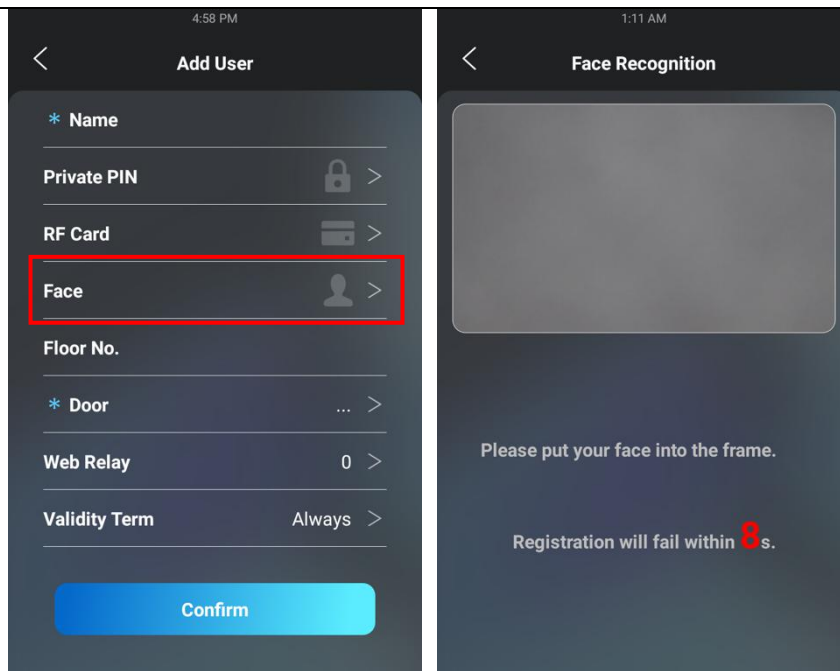 4:58 PM
Add User
* Name
Private PIN
RF Card
Face
Floor No.
* Door ...
Web Relay 0
Validity Term Always
Confirm
1:11 AM
Face Recognition
Please put your face into the frame.
Registration will fail within 8s.